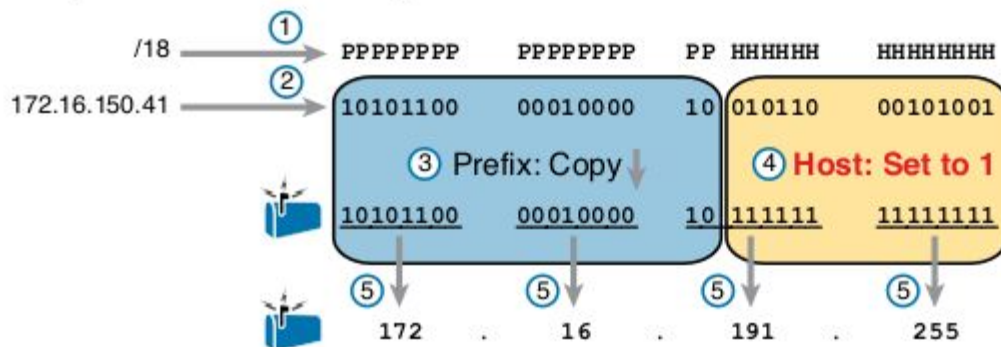 ①
/18 PPPPPPPP PPPPPPPP PP HHHHHH HHHHHHHH
②
172.16.150.41 10101100 00010000 10 010110 00101001
③ Prefix: Copy ④ Host: Set to 1
10101100 00010000 10 111111 11111111
⑤ ⑤ ⑤ ⑤
172 . 16 . 191 . 255